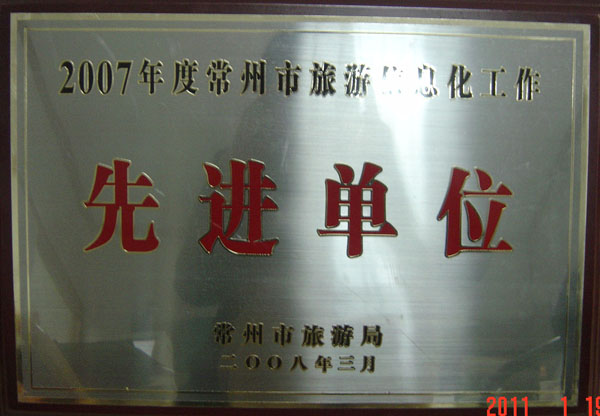 2007年度常州市旅游信息化工作
先进单位
常州市旅游局
二〇〇八年三月
2011 1 19